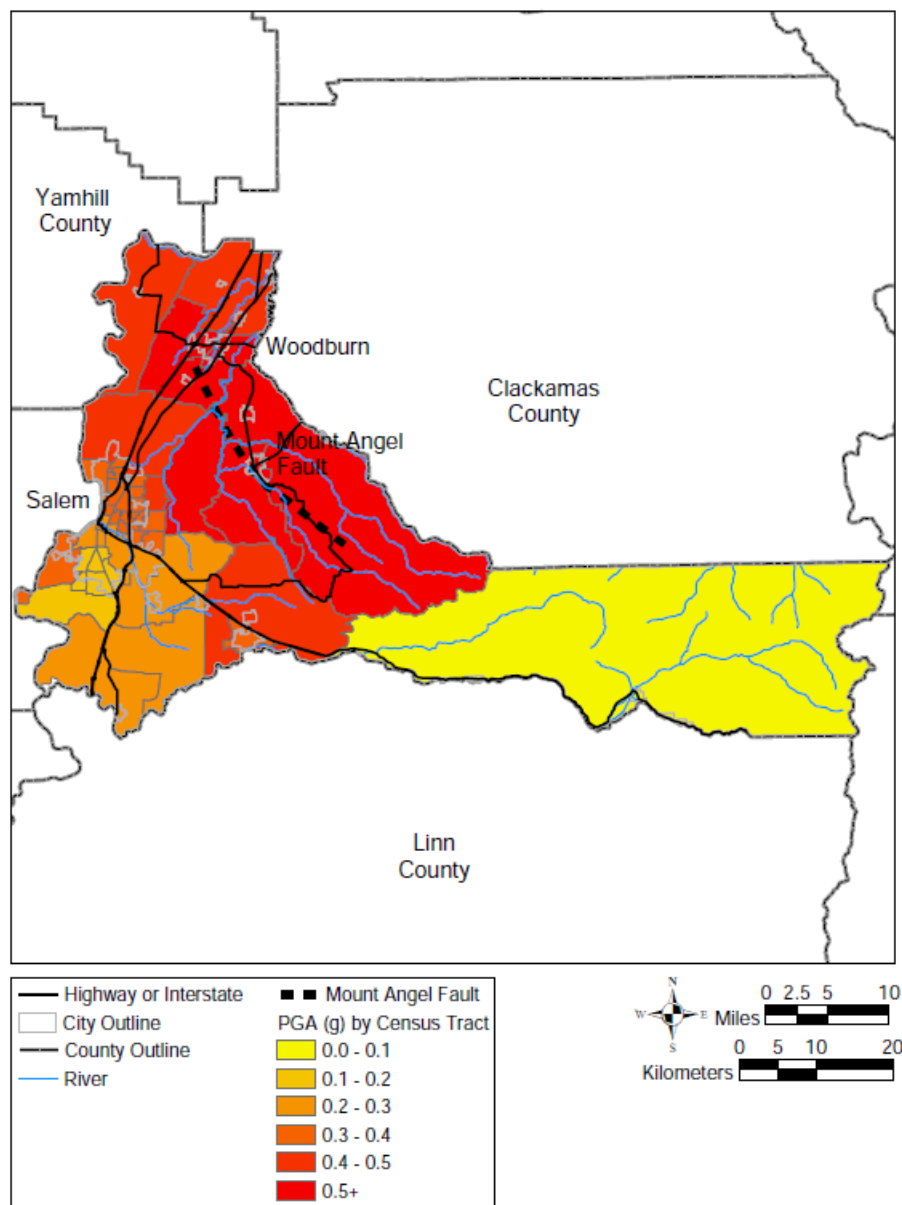 Yamhill
County
Woodburn
Clackamas
County
Mount Angel
Fault
Salem
Linn
County
Highway or Interstate
City Outline
County Outline
River
Mount Angel Fault
PGA (g) by Census Tract
0.0 - 0.1
0.1 - 0.2
0.2 - 0.3
0.3 - 0.4
0.4 - 0.5
0.5+
N
W E
S
0 2.5 5 10
Miles
0 5 10 20
Kilometers